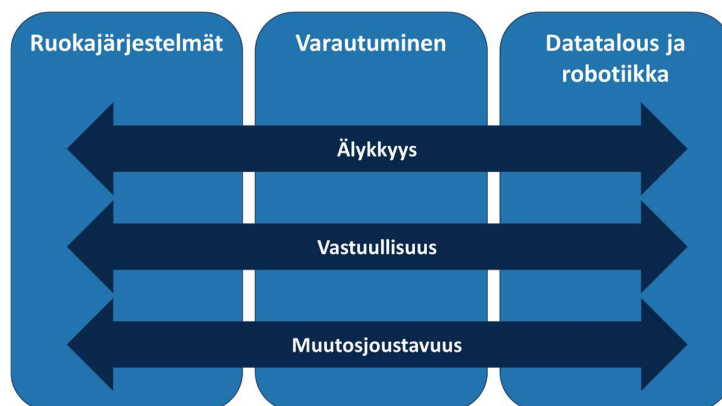 Ruokajärjestelmät
Varautuminen
Datatalous ja
robotiikka
Älykkyys
Vastuullisuus
Muutosjoustavuus